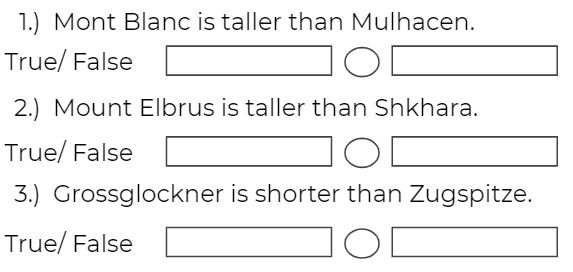 1.) Mont Blanc is taller than Mulhacen.
True/ False
2.) Mount Elbrus is taller than Shkhara.
True/ False
3.) Grossglockner is shorter than Zugspitze.
True/ False